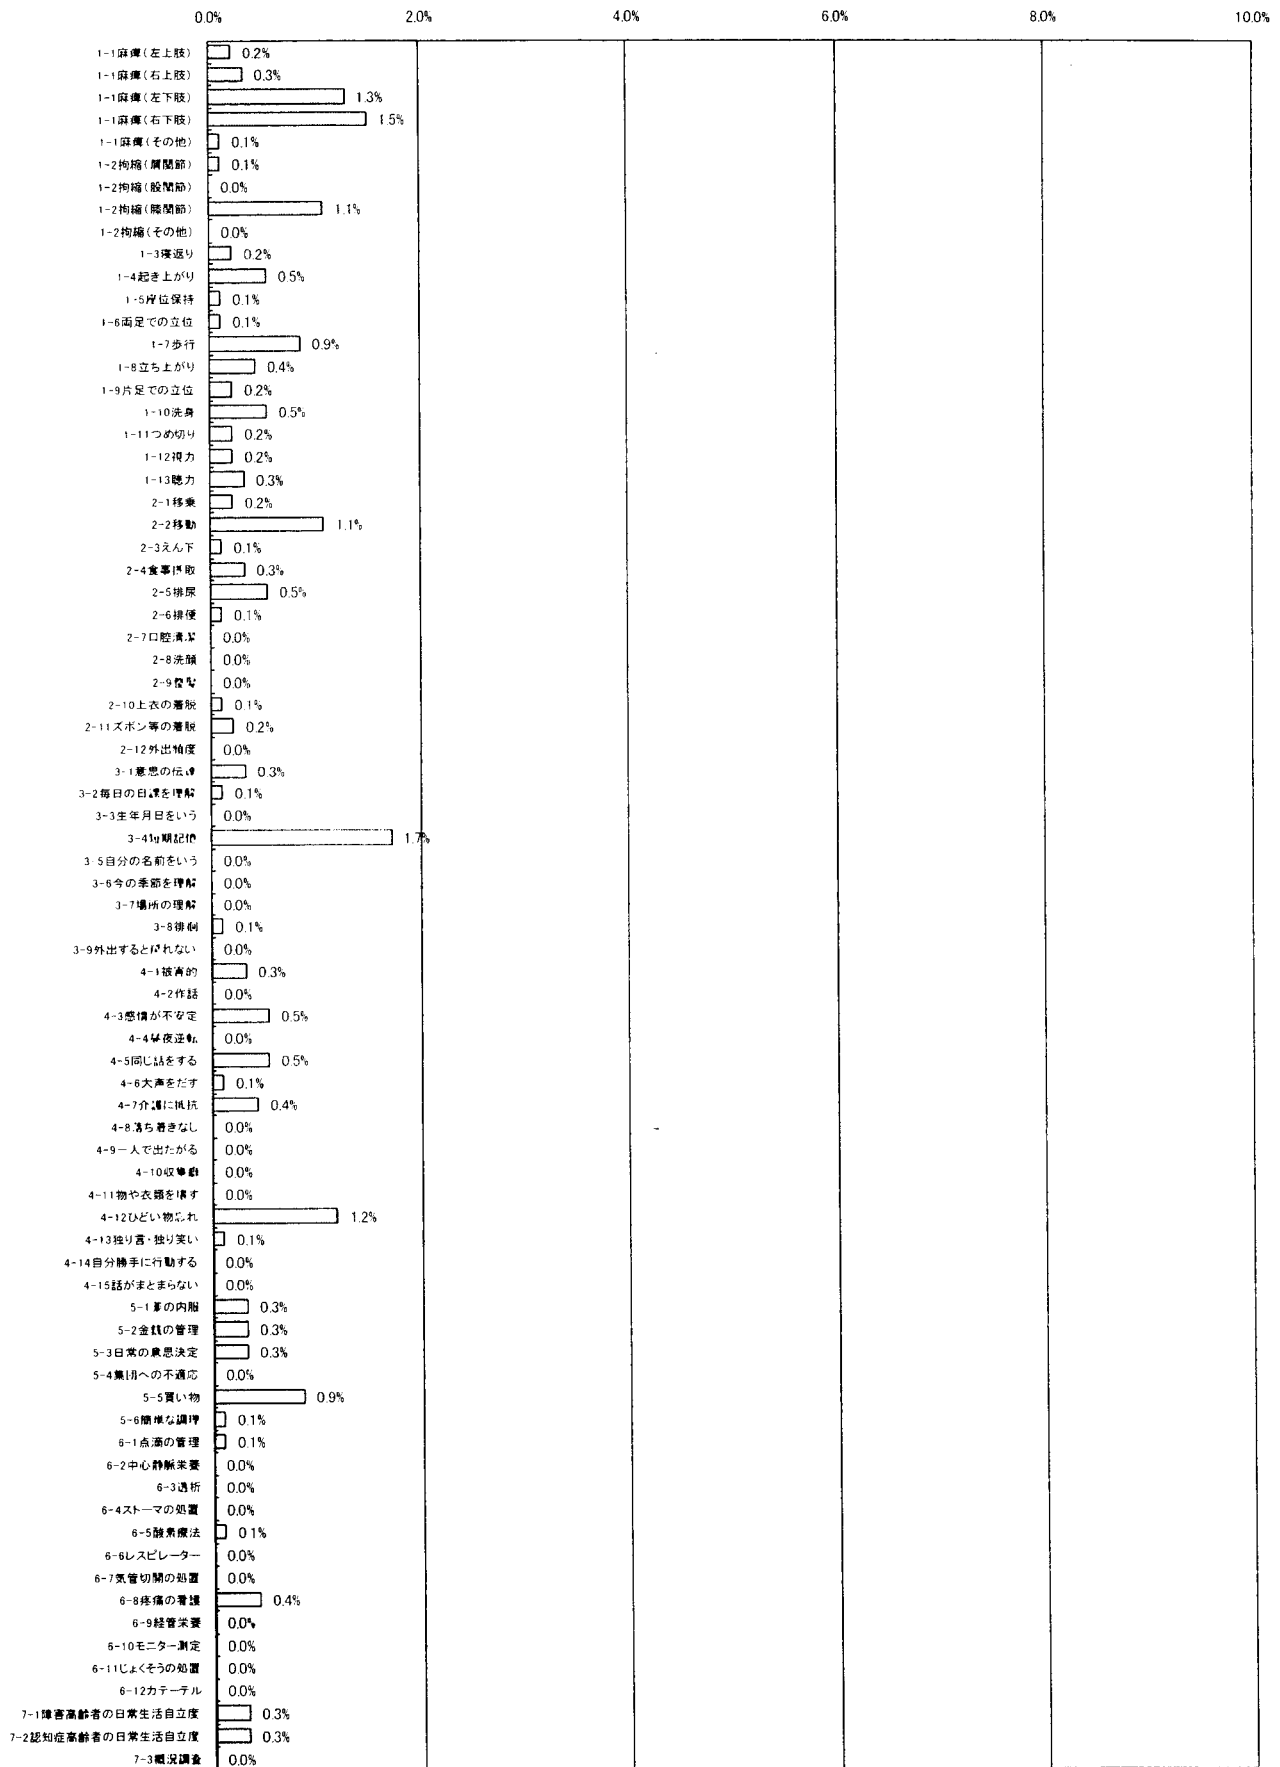 0.0% 2.0% 4.0% 6.0% 8.0% 10.0%
1-1麻痺(左上肢) 0.2%
1-1麻痺(右上肢) 0.3%
1-1麻痺(左下肢) 1.3%
1-1麻痺(右下肢) 1.5%
1-1麻痺(その他) 0.1%
1-2拘縮(肩関節) 0.1%
1-2拘縮(股関節) 0.0%
1-2拘縮(膝関節) 1.1%
1-2拘縮(その他) 0.0%
1-3寝返り 0.2%
1-4起き上がり 0.5%
1-5座位保持 0.1%
1-6両足での立位 0.1%
1-7歩行 0.9%
1-8立ち上がり 0.4%
1-9片足での立位 0.2%
1-10洗身 0.5%
1-11つめ切り 0.2%
1-12視力 0.2%
1-13聴力 0.3%
2-1移乗 0.2%
2-2移動 1.1%
2-3えん下 0.1%
2-4食事摂取 0.3%
2-5排尿 0.5%
2-6排便 0.1%
2-7口腔清潔 0.0%
2-8洗顔 0.0%
2-9整髪 0.0%
2-10上衣の着脱 0.1%
2-11ズボン等の着脱 0.2%
2-12外出頻度 0.0%
3-1意思の伝達 0.3%
3-2毎日の日課を理解 0.1%
3-3生年月日をいう 0.0%
3-4短期記憶 1.7%
3-5自分の名前をいう 0.0%
3-6今の季節を理解 0.0%
3-7場所の理解 0.0%
3-8徘徊 0.1%
3-9外出すると戻れない 0.0%
4-1被害的 0.3%
4-2作話 0.0%
4-3感情が不安定 0.5%
4-4昼夜逆転 0.0%
4-5同じ話をする 0.5%
4-6大声をだす 0.1%
4-7介護に抵抗 0.4%
4-8落ち着きなし 0.0%
4-9一人で出たがる 0.0%
4-10収集癖 0.0%
4-11物や衣類を壊す 0.0%
4-12ひどい物忘れ 1.2%
4-13独り言・独り笑い 0.1%
4-14自分勝手に行動する 0.0%
4-15話がまとまらない 0.0%
5-1薬の内服 0.3%
5-2金銭の管理 0.3%
5-3日常の意思決定 0.3%
5-4集団への不適応 0.0%
5-5買い物 0.9%
5-6簡単な調理 0.1%
6-1点滴の管理 0.1%
6-2中心静脈栄養 0.0%
6-3透析 0.0%
6-4ストーマの処置 0.0%
6-5酸素療法 0.1%
6-6レスピレーター 0.0%
6-7気管切開の処置 0.0%
6-8疼痛の看護 0.4%
6-9経管栄養 0.0%
6-10モニター測定 0.0%
6-11じょくそうの処置 0.0%
6-12カテーテル 0.0%
7-1障害高齢者の日常生活自立度 0.3%
7-2認知症高齢者の日常生活自立度 0.3%
7-3概況調査 0.0%